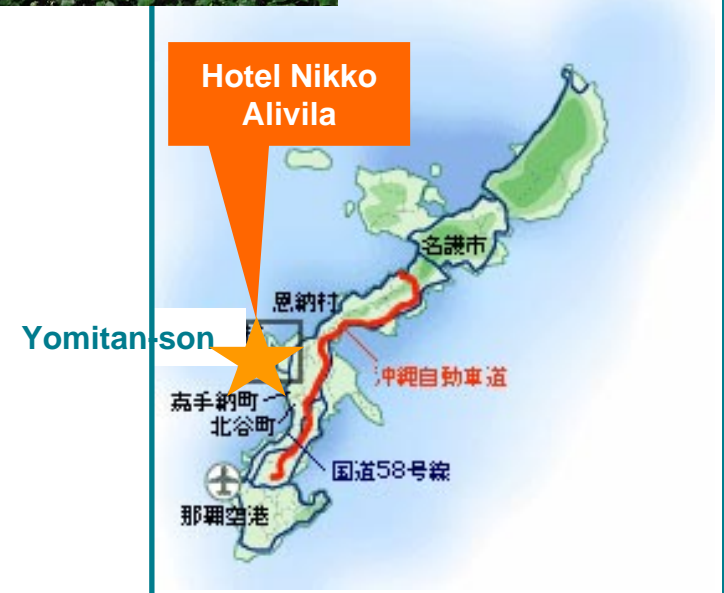 Hotel Nikko
Alivila
名護市
恩納村
Yomitan-son
沖縄自動車道
嘉手納町
北谷町
国道58号線
那覇空港